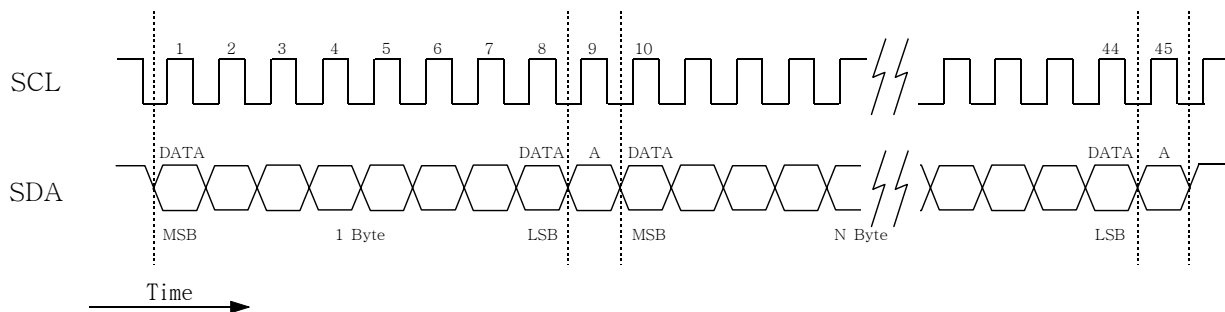 1 2 3 4 5 6 7 8 9 10 44 45
SCL
DATA DATA A DATA DATA A
SDA
MSB 1 Byte LSB MSB N Byte LSB
Time